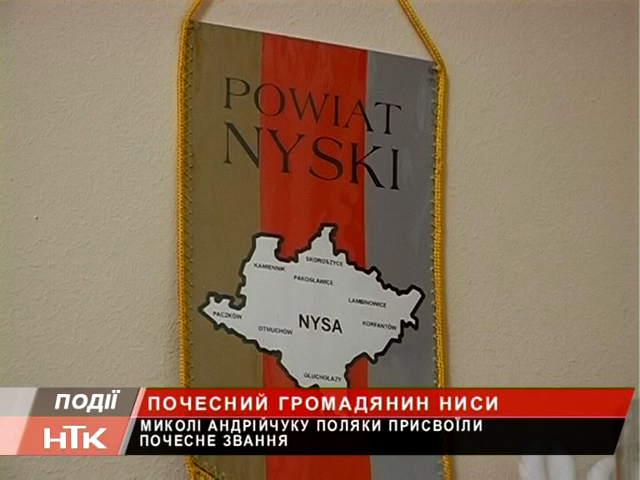 POWIAT
NYSKI
SKOROSZYCE
KAMIENNIK
PAKOSŁAWICE
ŁAMBINOWICE
PACZKÓW
NYSA
KORFANTÓW
OTMUCHÓW
GŁUCHOŁAZY
ПОДІЇ
ПОЧЕСНИЙ ГРОМАДЯНИН НИСИ
НТК
МИКОЛІ АНДРІЙЧУКУ ПОЛЯКИ ПРИСВОЇЛИ
ПОЧЕСНЕ ЗВАННЯ